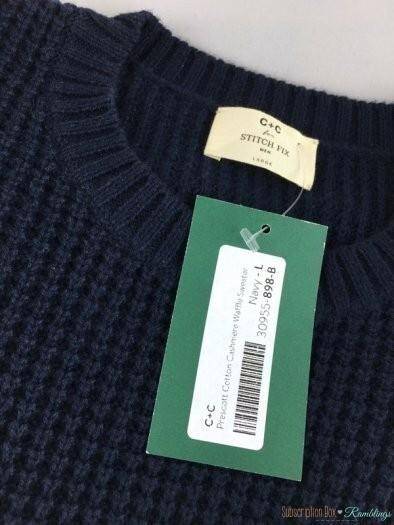 C+C
for
STITCH FIX
MEN
LARGE
C+C
Prescott Cotton Cashmere Waffle Sweater
Navy - L
30955-898-B
Subscription Box ♥ Ramblings